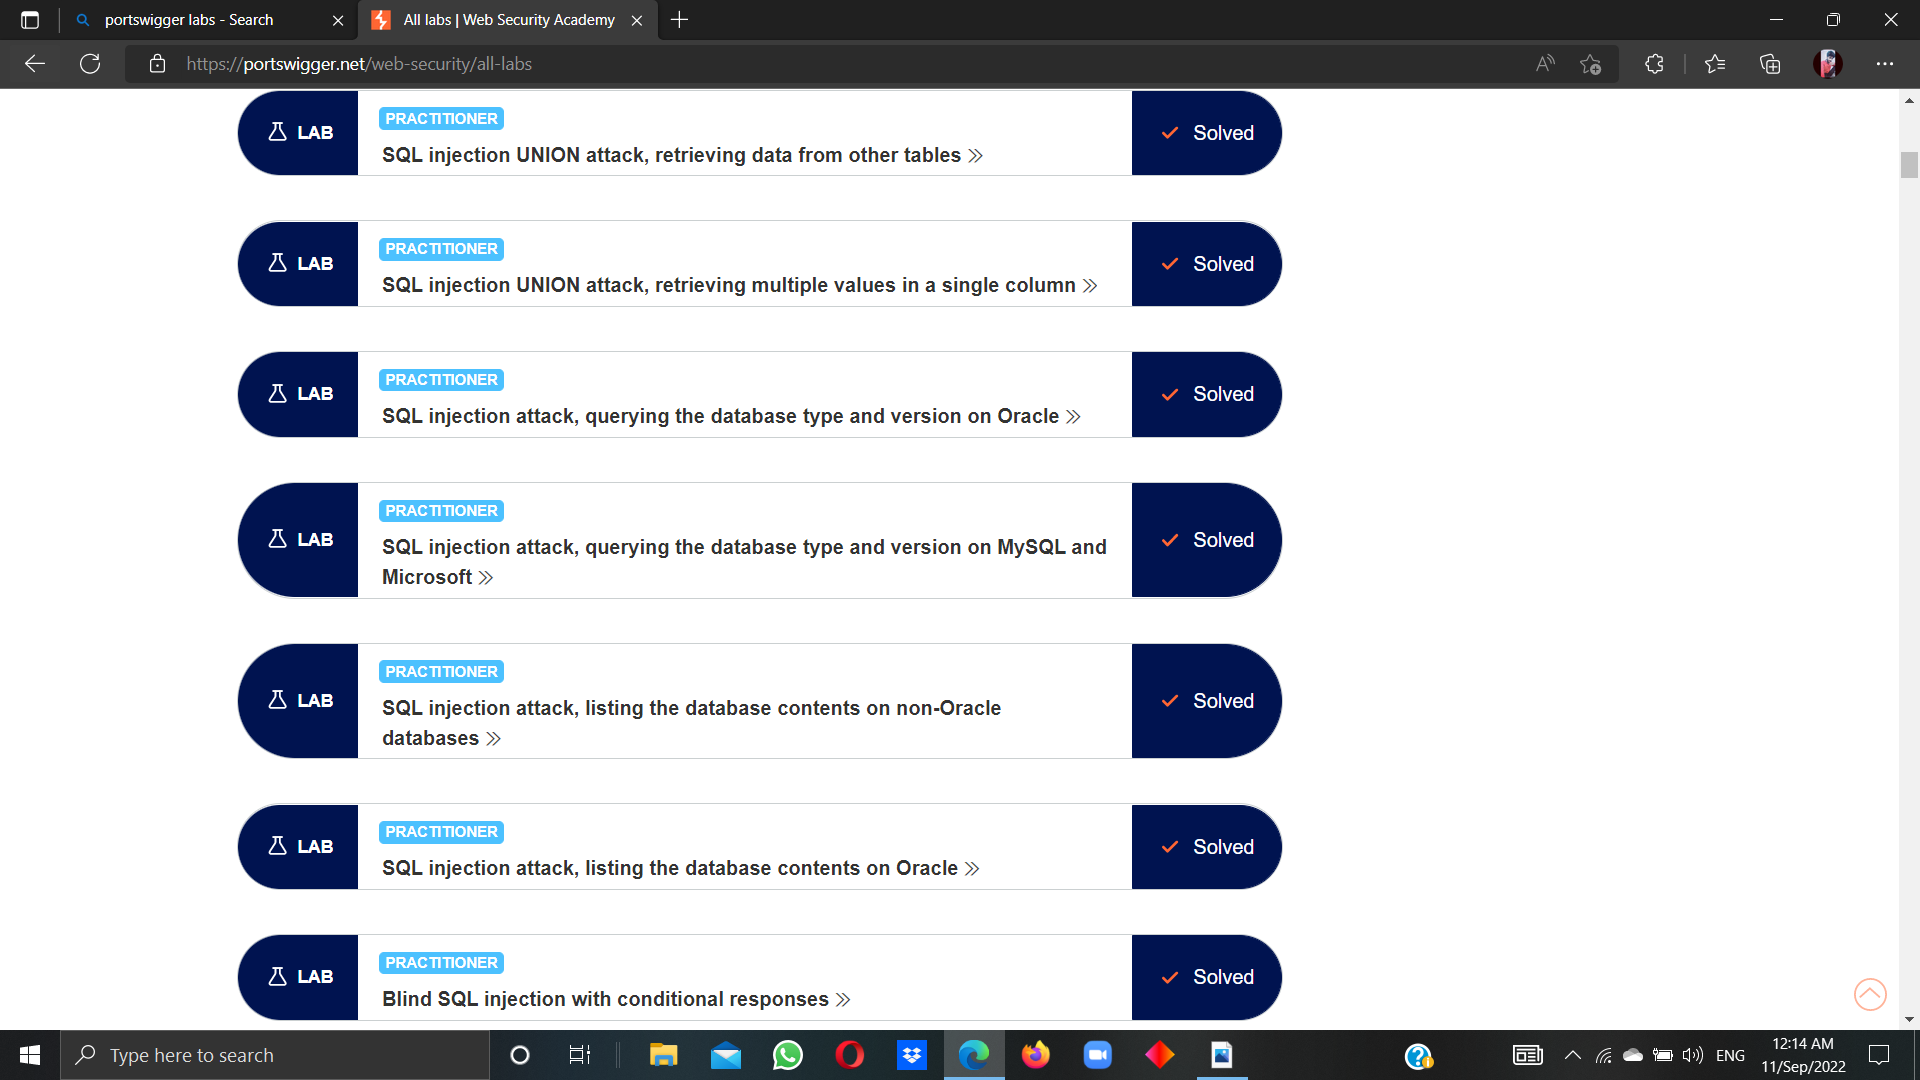 portswigger labs - Search
All labs | Web Security Academy
https://portswigger.net/web-security/all-labs
LAB
PRACTITIONER
SQL injection UNION attack, retrieving data from other tables
Solved
LAB
PRACTITIONER
SQL injection UNION attack, retrieving multiple values in a single column
Solved
LAB
PRACTITIONER
SQL injection attack, querying the database type and version on Oracle
Solved
LAB
PRACTITIONER
SQL injection attack, querying the database type and version on MySQL and
Microsoft
Solved
LAB
PRACTITIONER
SQL injection attack, listing the database contents on non-Oracle
databases
Solved
LAB
PRACTITIONER
SQL injection attack, listing the database contents on Oracle
Solved
LAB
PRACTITIONER
Blind SQL injection with conditional responses
Solved
Type here to search
ENG
12:14 AM
11/Sep/2022